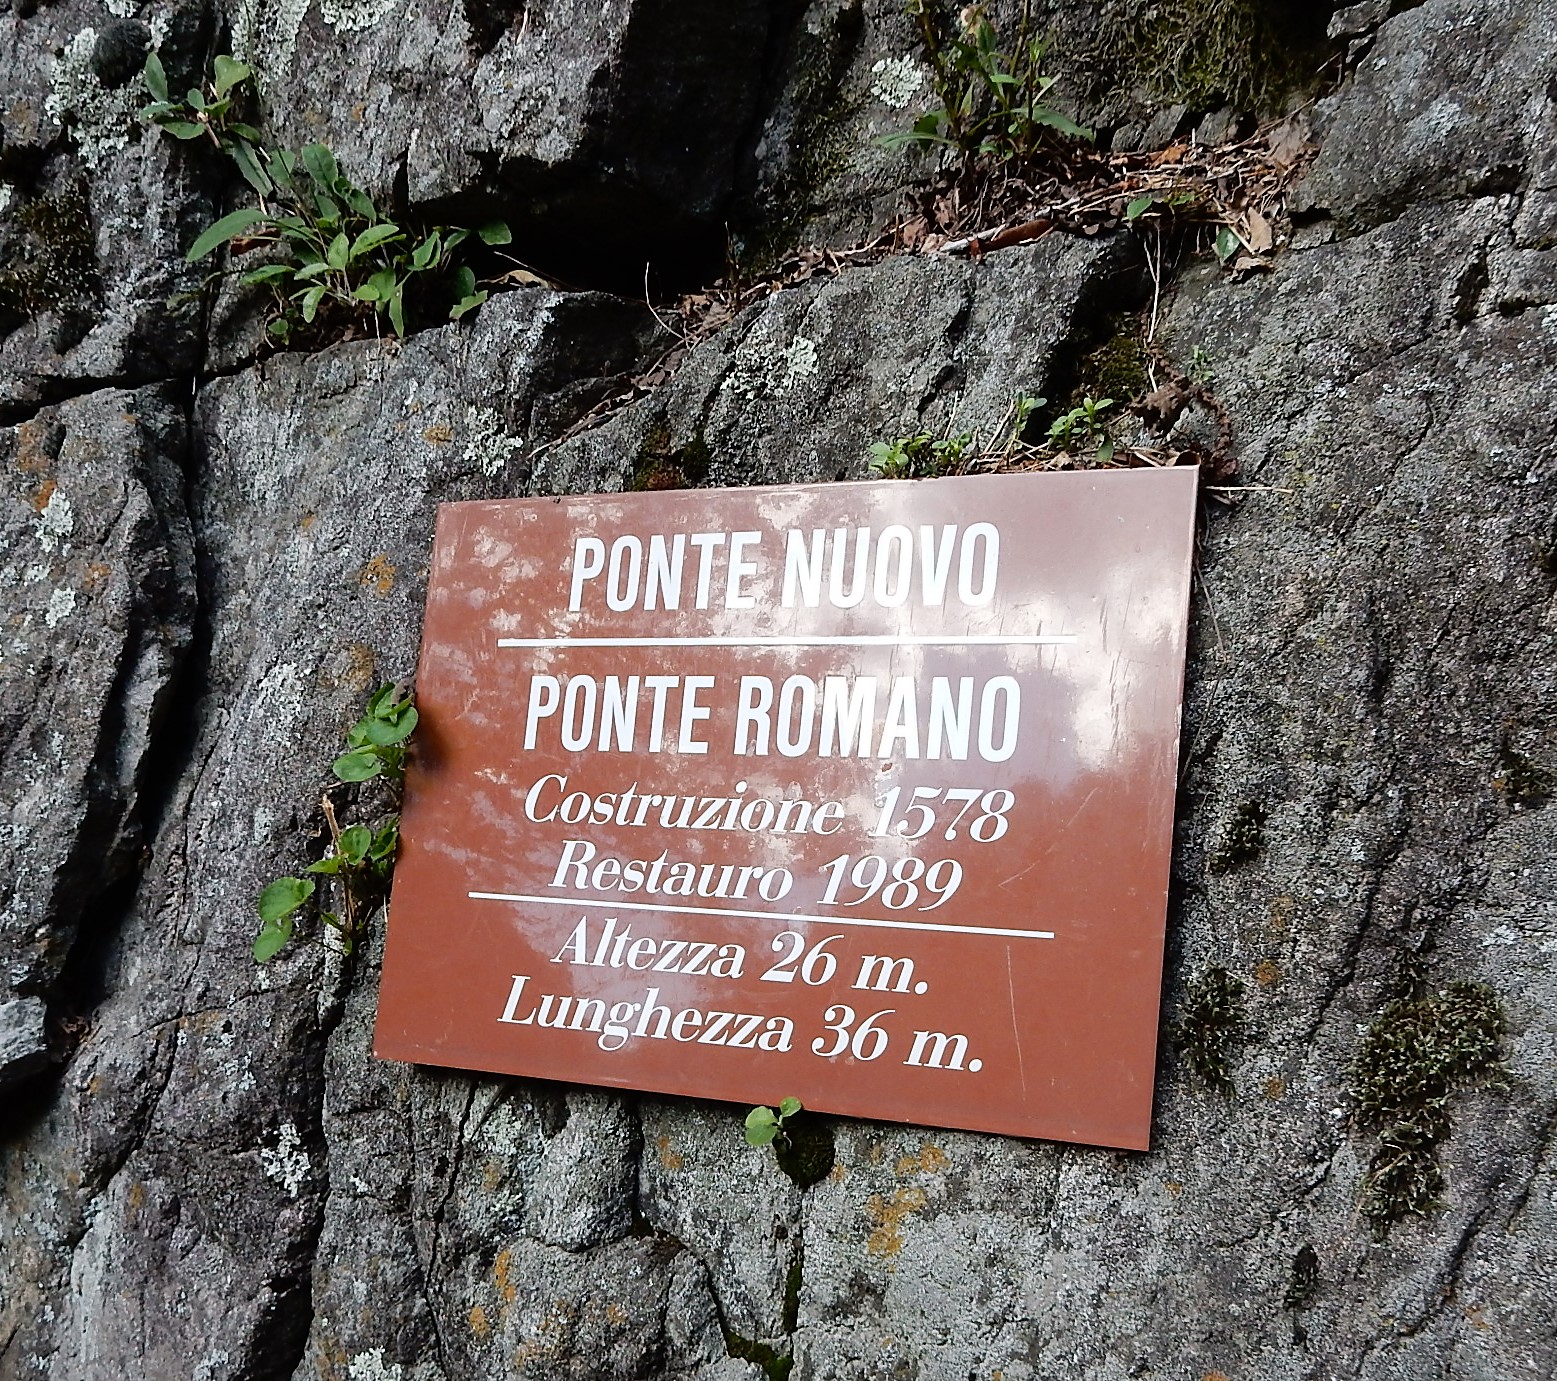 PONTE NUOVO
PONTE ROMANO
Costruzione 1578
Restauro 1989
Altezza 26 m.
Lunghezza 36 m.